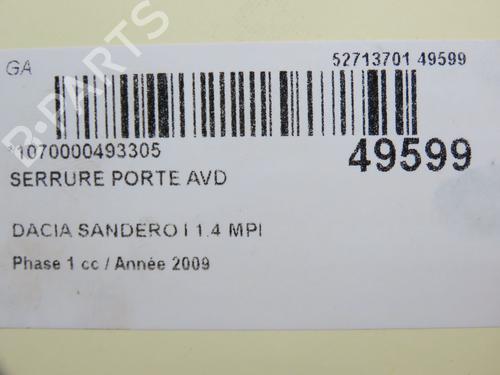 GA
52713701 49599
*1070000493305
49599
SERRURE PORTE AVD
DACIA SANDERO I 1.4 MPI
Phase 1 cc / Année 2009
B-PARTS